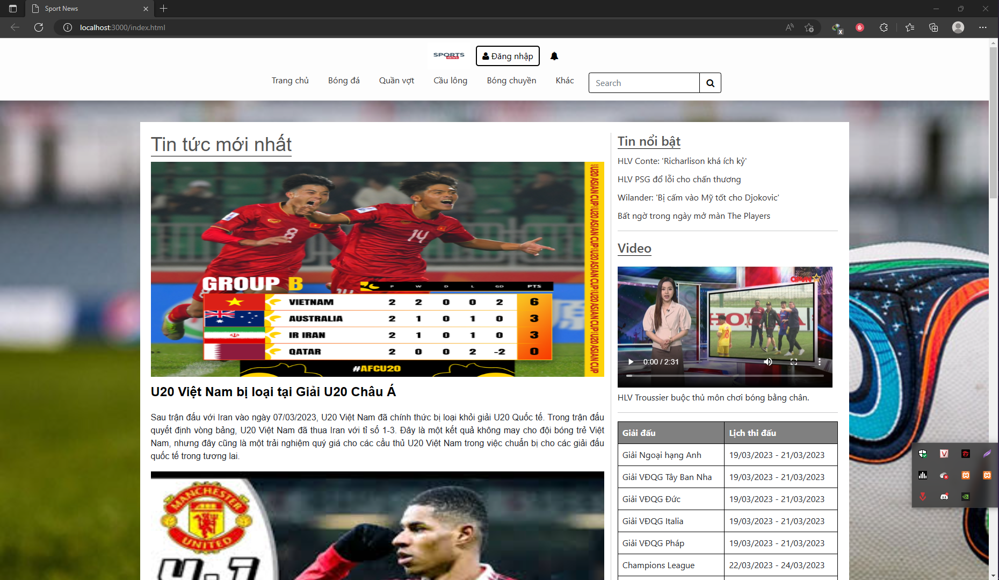 Sport News
localhost:3000/index.html
SPORTS
NEWS
Đăng nhập
Trang chủ
Bóng đá
Quần vợt
Cầu lông
Bóng chuyền
Khác
Search
Tin tức mới nhất
8
14
U20 ASIAN CUP U20 ASIAN CUP U20 ASIAN CUP U20 ASIAN CUP U20 ASIAN CUP
GROUP B
P W D L GD PTS
VIETNAM 2 2 0 0 2 6
AUSTRALIA 2 1 0 1 0 3
IR IRAN 2 1 0 1 0 3
QATAR 2 0 0 2 -2 0
#AFCU20
U20 Việt Nam bị loại tại Giải U20 Châu Á
Sau trận đấu với Iran vào ngày 07/03/2023, U20 Việt Nam đã chính thức bị loại khỏi giải U20 Quốc tế. Trong trận đấu
quyết định vòng bảng, U20 Việt Nam đã thua Iran với tỉ số 1-3. Đây là một kết quả không may cho đội bóng trẻ Việt
Nam, nhưng đây cũng là một trải nghiệm quý giá cho các cầu thủ U20 Việt Nam trong việc chuẩn bị cho các giải đấu
quốc tế trong tương lai.
MANCHESTER
UNITED
4-1
Tin nổi bật
HLV Conte: 'Richarlison khá ích kỷ'
HLV PSG đổ lỗi cho chấn thương
Wilander: 'Bị cấm vào Mỹ tốt cho Djokovic'
Bất ngờ trong ngày mở màn The Players
Video
HONDA
0:00 / 2:31
HLV Troussier buộc thủ môn chơi bóng bằng chân.
Giải đấu Lịch thi đấu
Giải Ngoại hạng Anh 19/03/2023 - 21/03/2023
Giải VĐQG Tây Ban Nha 19/03/2023 - 21/03/2023
Giải VĐQG Đức 19/03/2023 - 21/03/2023
Giải VĐQG Italia 19/03/2023 - 21/03/2023
Giải VĐQG Pháp 19/03/2023 - 21/03/2023
Champions League 22/03/2023 - 24/03/2023